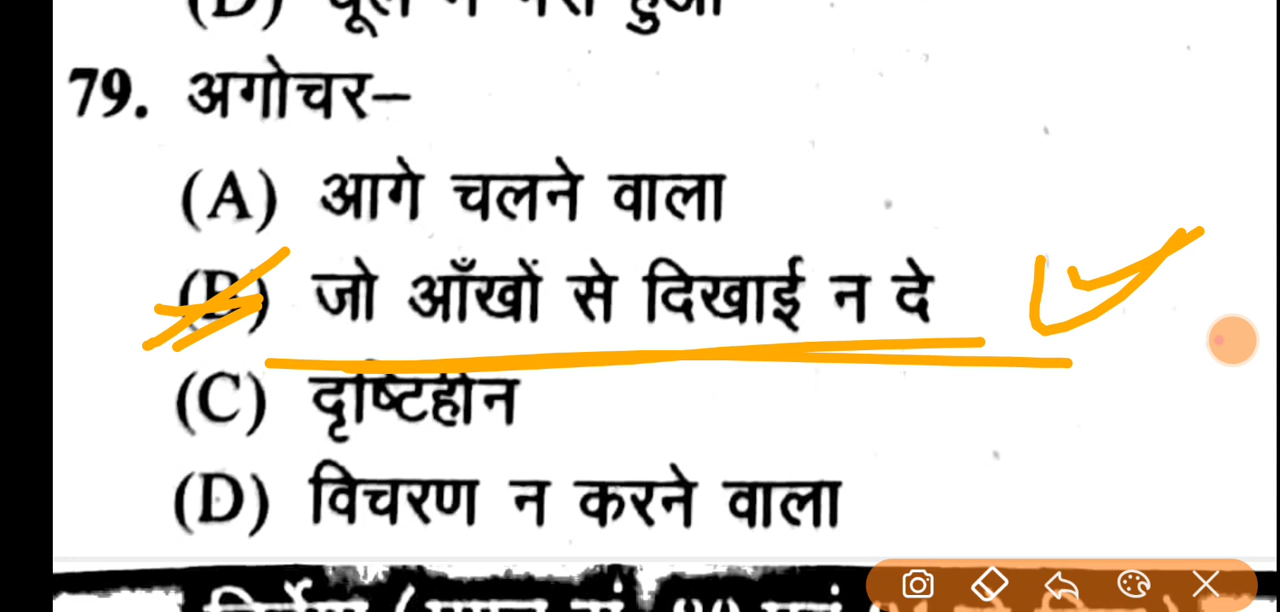 79. अगोचर–
(A) आगे चलने वाला
(B) जो आँखों से दिखाई न दे
(C) दृष्टिहीन
(D) विचरण न करने वाला